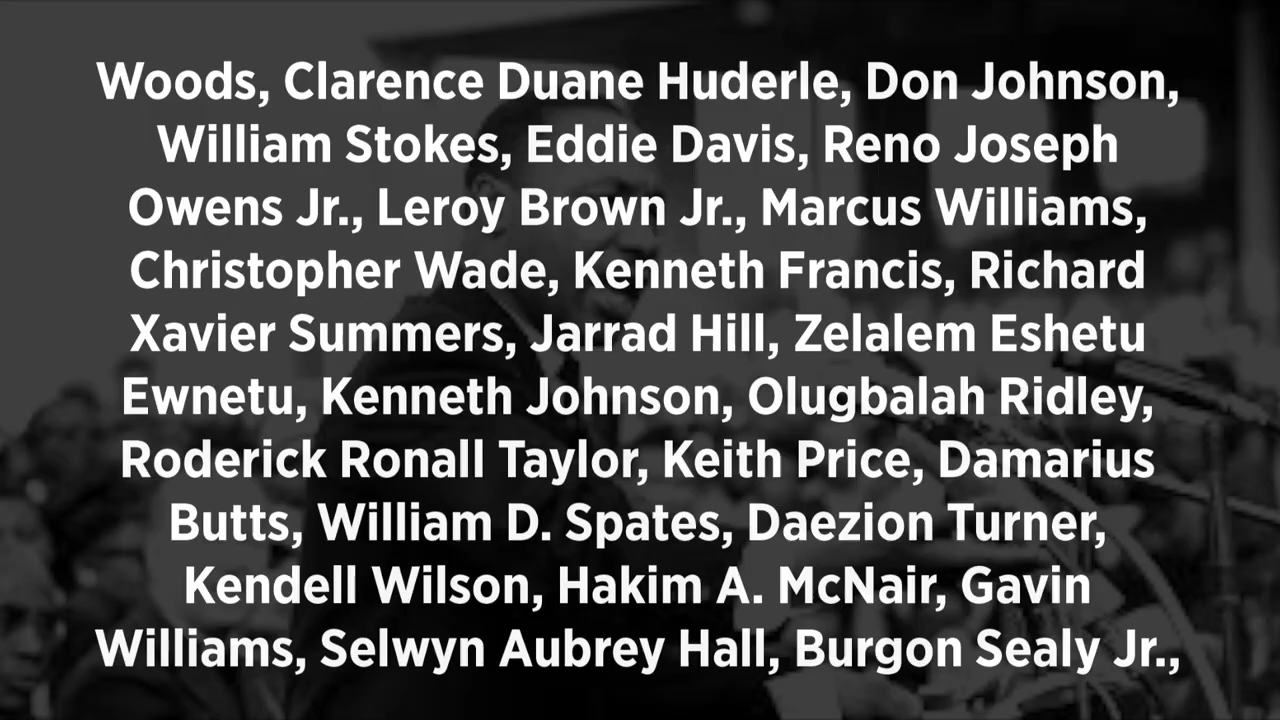 Woods, Clarence Duane Huderle, Don Johnson,
William Stokes, Eddie Davis, Reno Joseph
Owens Jr., Leroy Brown Jr., Marcus Williams,
Christopher Wade, Kenneth Francis, Richard
Xavier Summers, Jarrad Hill, Zelalem Eshetu
Ewnetu, Kenneth Johnson, Olugbalah Ridley,
Roderick Ronall Taylor, Keith Price, Damarius
Butts, William D. Spates, Daezion Turner,
Kendell Wilson, Hakim A. McNair, Gavin
Williams, Selwyn Aubrey Hall, Burgon Sealy Jr.,